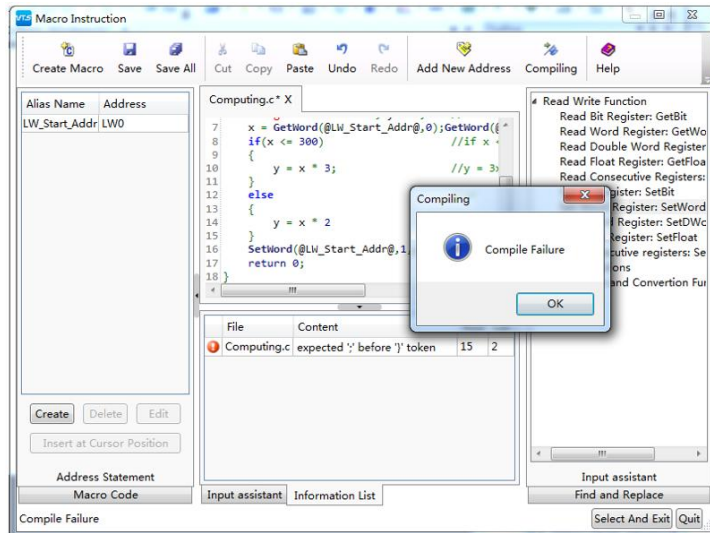 VTS Macro Instruction
Create Macro Save Save All Cut Copy Paste Undo Redo Add New Address Compiling Help
Alias Name Address
LW_Start_Addr LW0
Create Delete Edit
Insert at Cursor Position
Address Statement
Macro Code
Computing.c* X
7 x = GetWord(@LW_Start_Addr@,0);GetWord(
8 if(x <= 300) //if x <
9 {
10 y = x * 3; //y = 3
11 }
12 else
13 {
14 y = x * 2
15 }
16 SetWord(@LW_Start_Addr@,1,
17 return 0;
18 }
File Content
Computing.c expected ';' before '}' token 15 2
Input assistant Information List
Compiling
Compile Failure
OK
Read Write Function
Read Bit Register: GetBit
Read Word Register: GetWo
Read Double Word Register
Read Float Register: GetFloa
Read Consecutive Registers:
gister: SetBit
Register: SetWord
Register: SetDWo
Register: SetFloat
cutive registers: Se
ons
and Convertion Fur
Input assistant
Find and Replace
Compile Failure
Select And Exit Quit